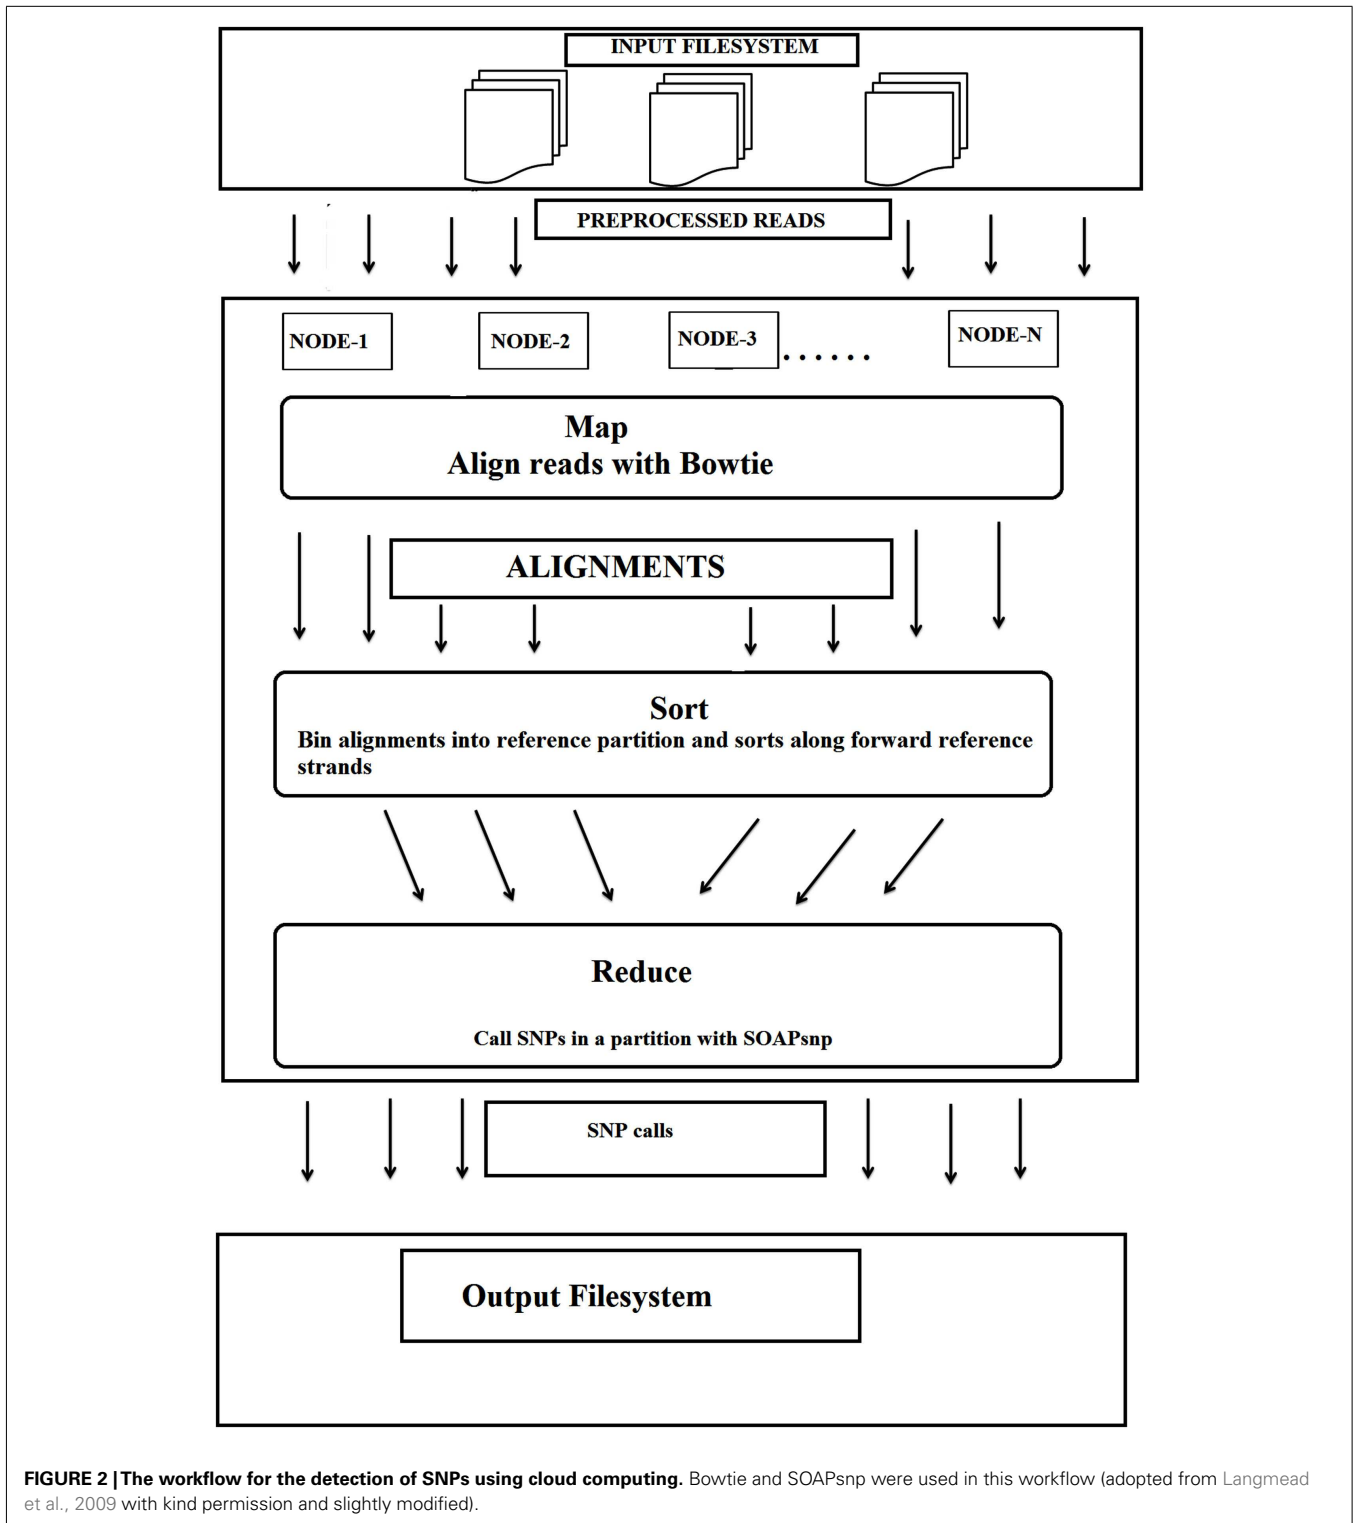 INPUT FILESYSTEM
PREPROCESSED READS
NODE-1
NODE-2
NODE-3
......
NODE-N
Map
Align reads with Bowtie
ALIGNMENTS
Sort
Bin alignments into reference partition and sorts along forward reference
strands
Reduce
Call SNPs in a partition with SOAPsnp
SNP calls
Output Filesystem
FIGURE 2 | The workflow for the detection of SNPs using cloud computing. Bowtie and SOAPsnp were used in this workflow (adopted from Langmead
et al., 2009 with kind permission and slightly modified).